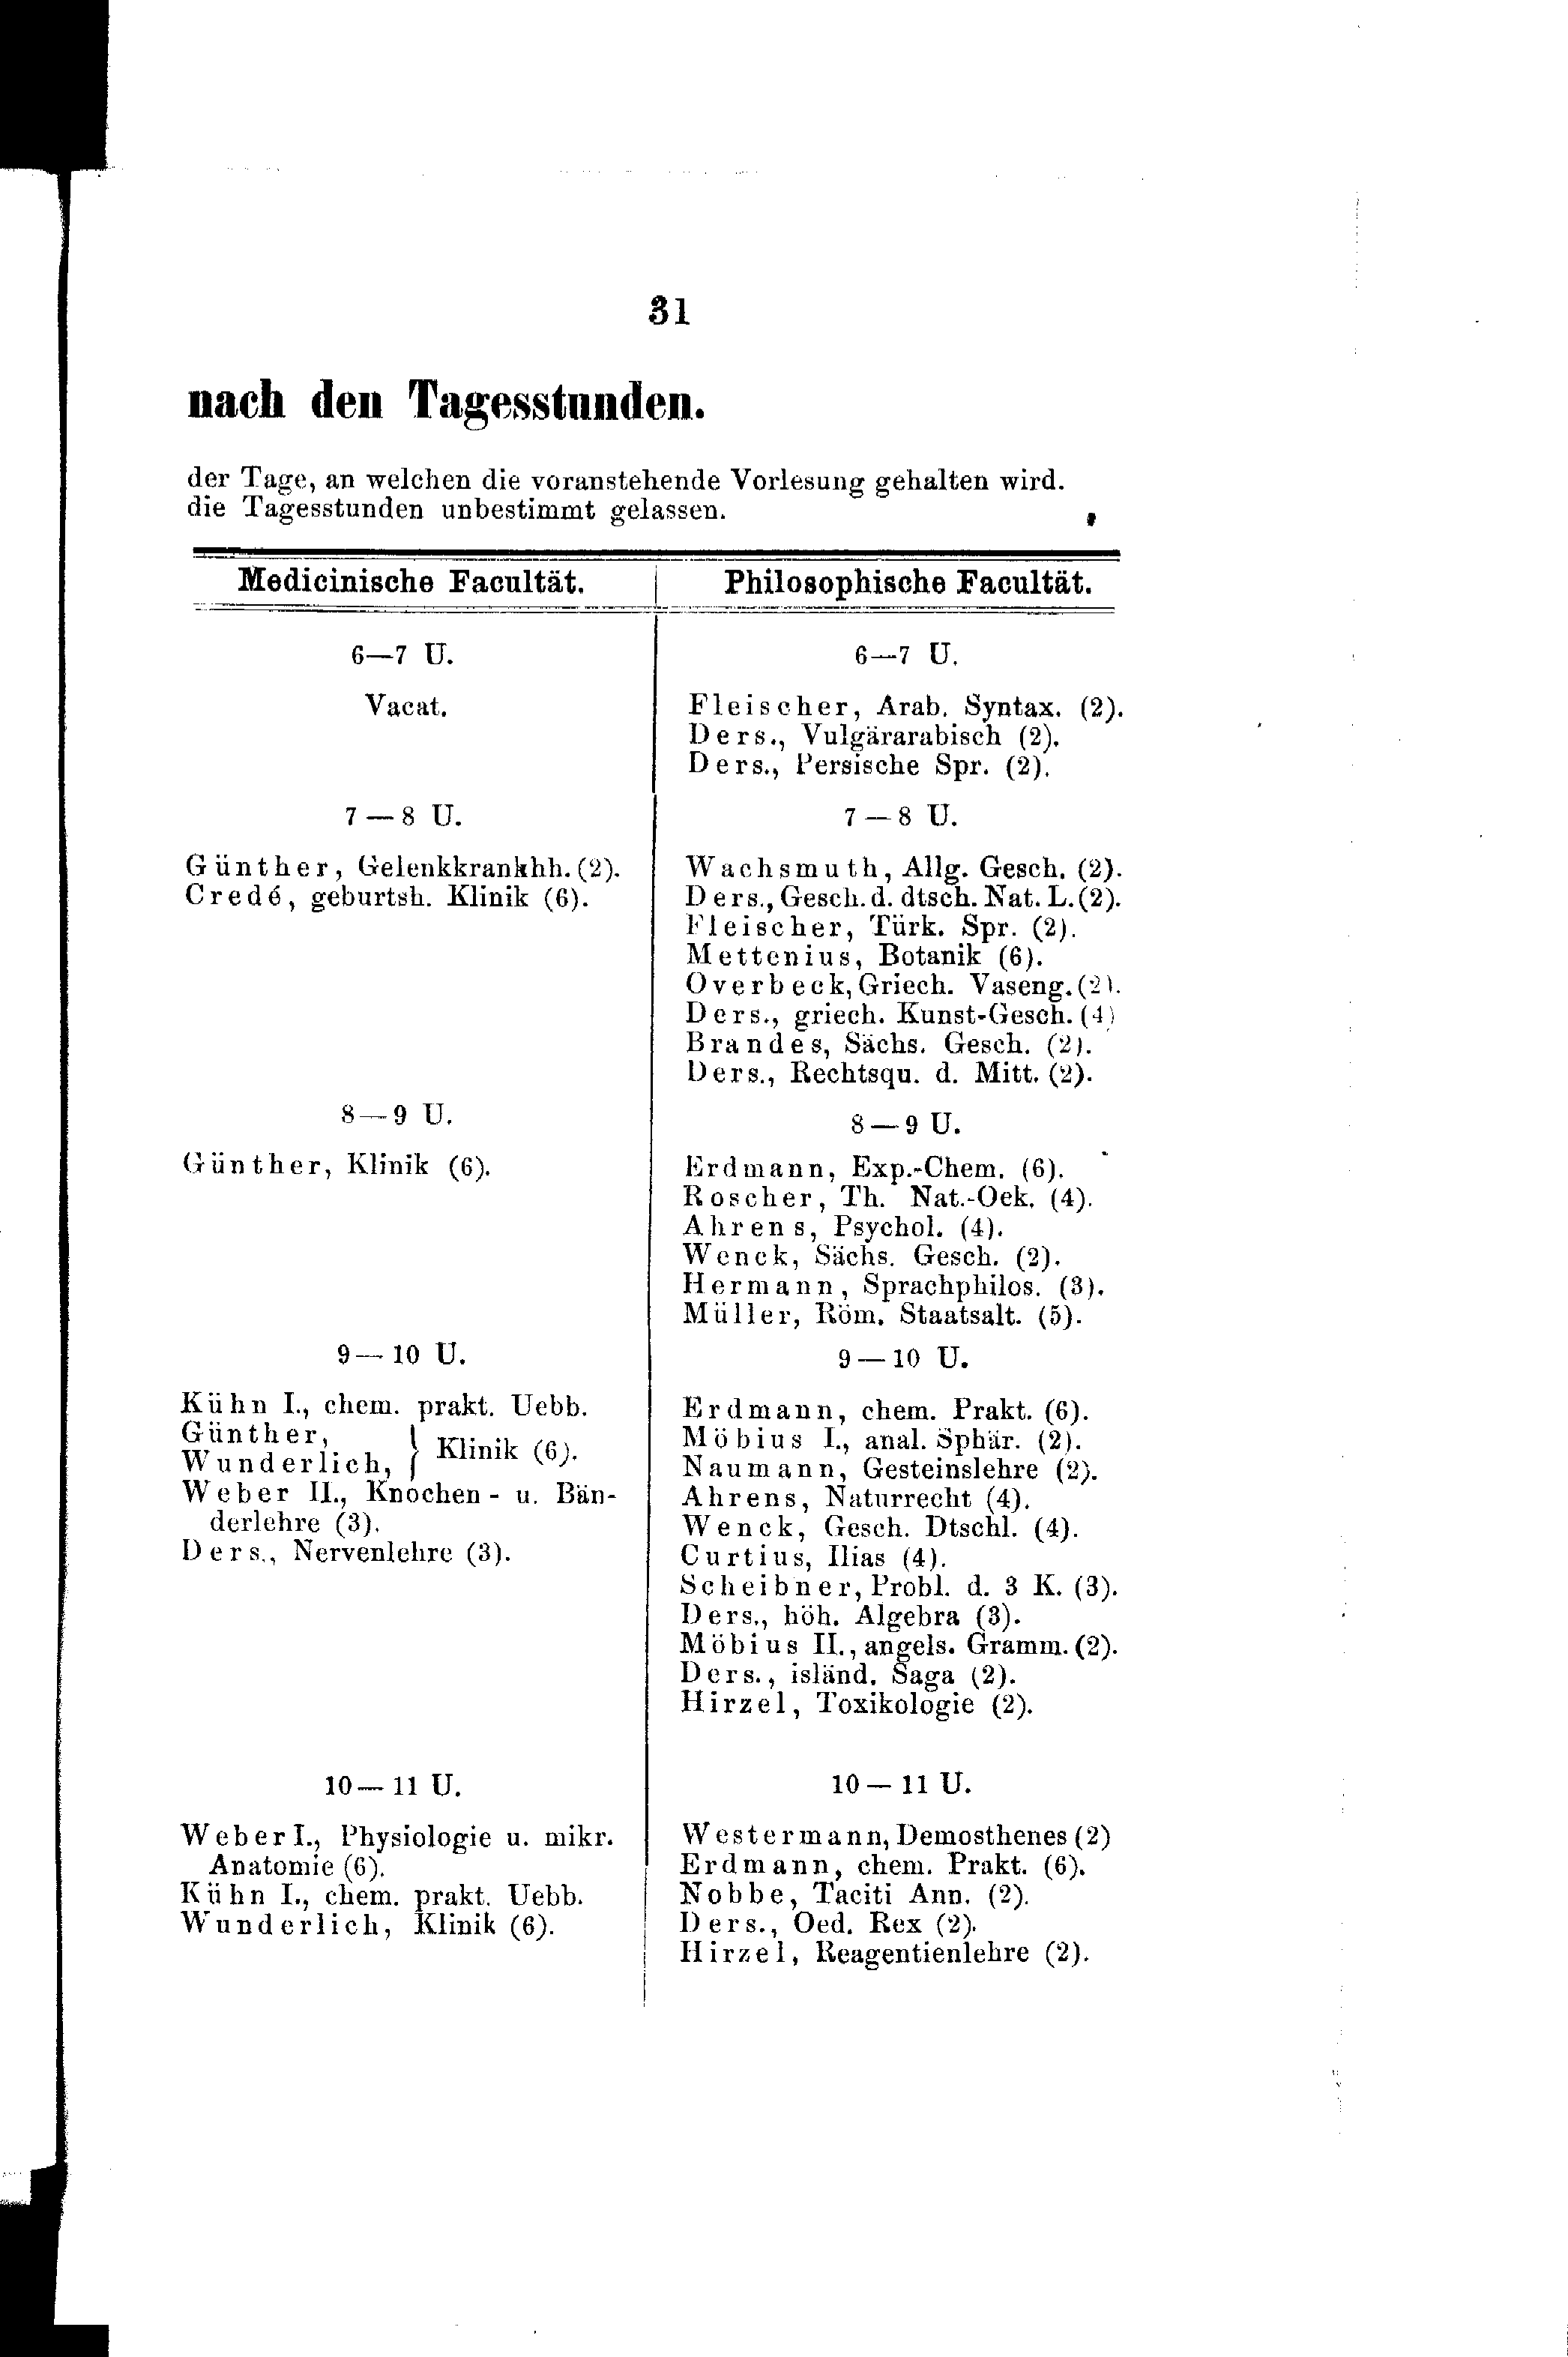 31
nach den Tagesstunden.
der Tage, an welchen die voranstehende Vorlesung gehalten wird.
die Tagesstunden unbestimmt gelassen.
Medicinische Facultät.
6—7 U.
Vacat.
7—8 U.
Günther, Gelenkkrankhh. (2).
Credé, geburtsh. Klinik (6).
8—9 U.
Günther, Klinik (6).
9—10 U.
Kühn I., chem. prakt. Uebb.
Günther,
Wunderlich, } Klinik (6).
Weber II., Knochen- u. Bän-
derlehre (3).
Ders., Nervenlehre (3).
10—11 U.
Weber I., Physiologie u. mikr.
Anatomie (6).
Kühn I., chem. prakt. Uebb.
Wunderlich, Klinik (6).
Philosophische Facultät.
6—7 U.
Fleischer, Arab. Syntax. (2).
Ders., Vulgärarabisch (2).
Ders., Persische Spr. (2).
7—8 U.
Wachsmuth, Allg. Gesch. (2).
Ders., Gesch. d. dtsch. Nat. L. (2).
Fleischer, Türk. Spr. (2).
Mettenius, Botanik (6).
Overbeck, Griech. Vaseng. (2).
Ders., griech. Kunst-Gesch. (4)
Brandes, Sächs. Gesch. (2).
Ders., Rechtsqu. d. Mitt. (2).
8—9 U.
Erdmann, Exp.-Chem. (6).
Roscher, Th. Nat.-Oek. (4).
Ahrens, Psychol. (4).
Wenck, Sächs. Gesch. (2).
Hermann, Sprachphilos. (3).
Müller, Röm. Staatsalt. (5).
9—10 U.
Erdmann, chem. Prakt. (6).
Möbius I., anal. Sphär. (2).
Naumann, Gesteinslehre (2).
Ahrens, Naturrecht (4).
Wenck, Gesch. Dtschl. (4).
Curtius, Ilias (4).
Scheibner, Probl. d. 3 K. (3).
Ders., höh. Algebra (3).
Möbius II., angels. Gramm. (2).
Ders., isländ. Saga (2).
Hirzel, Toxikologie (2).
10—11 U.
Westermann, Demosthenes (2)
Erdmann, chem. Prakt. (6).
Nobbe, Taciti Ann. (2).
Ders., Oed. Rex (2).
Hirzel, Reagentienlehre (2).